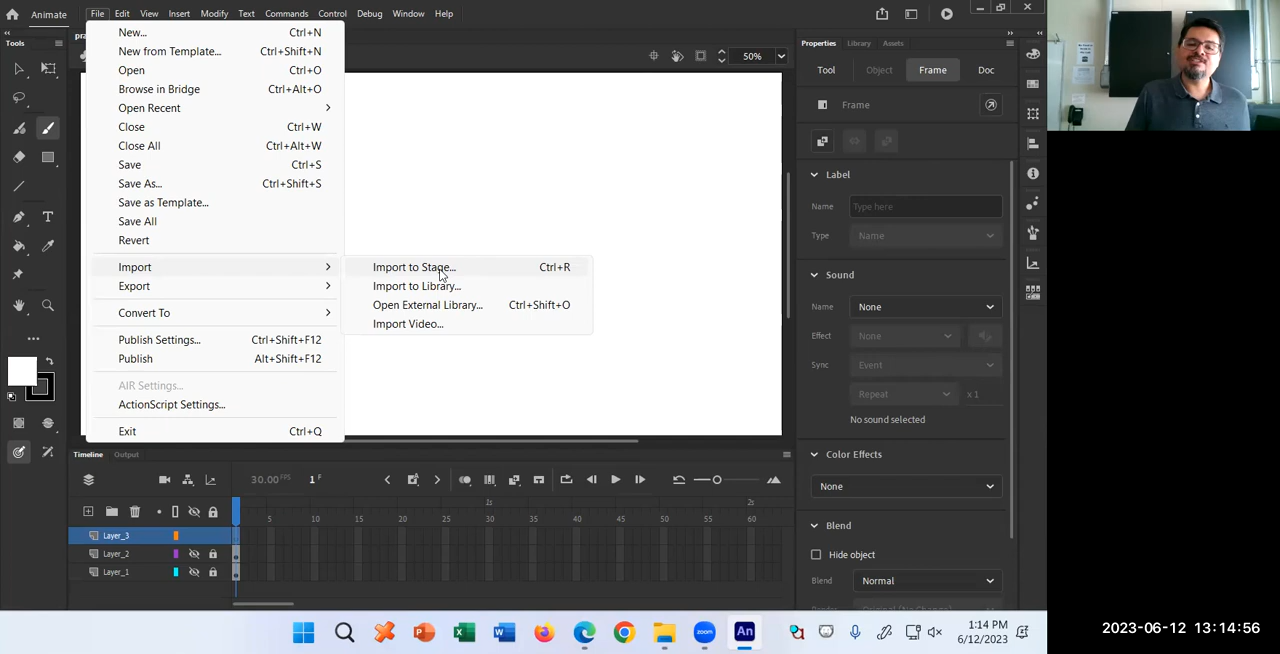 Animate
File Edit View Insert Modify Text Commands Control Debug Window Help
New... Ctrl+N
New from Template... Ctrl+Shift+N
Open Ctrl+O
Browse in Bridge Ctrl+Alt+O
Open Recent
Close Ctrl+W
Close All Ctrl+Alt+W
Save Ctrl+S
Save As... Ctrl+Shift+S
Save as Template...
Save All
Revert
Import
Export
Convert To
Publish Settings... Ctrl+Shift+F12
Publish Alt+Shift+F12
AIR Settings...
ActionScript Settings...
Exit Ctrl+Q
Import to Stage... Ctrl+R
Import to Library...
Open External Library... Ctrl+Shift+O
Import Video...
Tools
50%
Properties Library Assets
Tool Object Frame Doc
Frame
Label
Name Type here
Type Name
Sound
Name None
Effect None
Sync Event
Repeat x 1
No sound selected
Color Effects
None
Blend
Hide object
Blend Normal
Timeline Output
30.00 FPS 1 F
1s 2s
5 10 15 20 25 30 35 40 45 50 55 60
Layer_3
Layer_2
Layer_1
zoom
An
1:14 PM
6/12/2023
2023-06-12 13:14:56